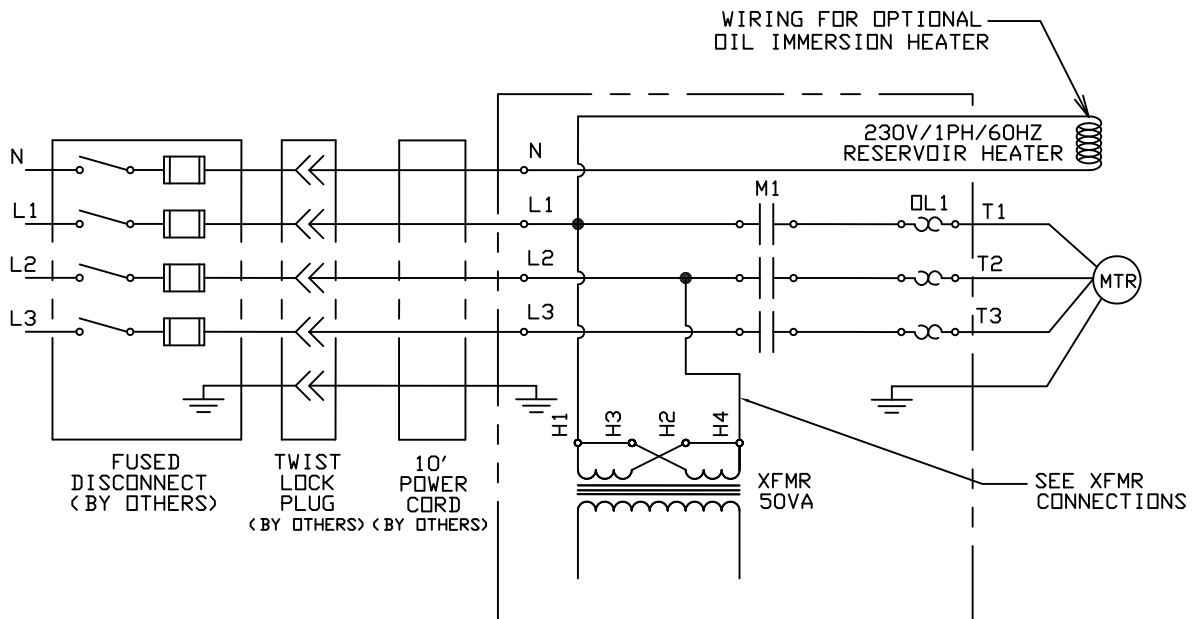 WIRING FOR OPTIONAL
OIL IMMERSION HEATER
230V/1PH/60HZ
RESERVOIR HEATER
N
N
M1
L1
L1
OL1
T1
L2
L2
T2
MTR
L3
L3
T3
H1
H3
H2
H4
FUSED
DISCONNECT
(BY OTHERS)
TWIST
LOCK
PLUG
(BY OTHERS)
10'
POWER
CORD
(BY OTHERS)
XFMR
50VA
SEE XFMR
CONNECTIONS